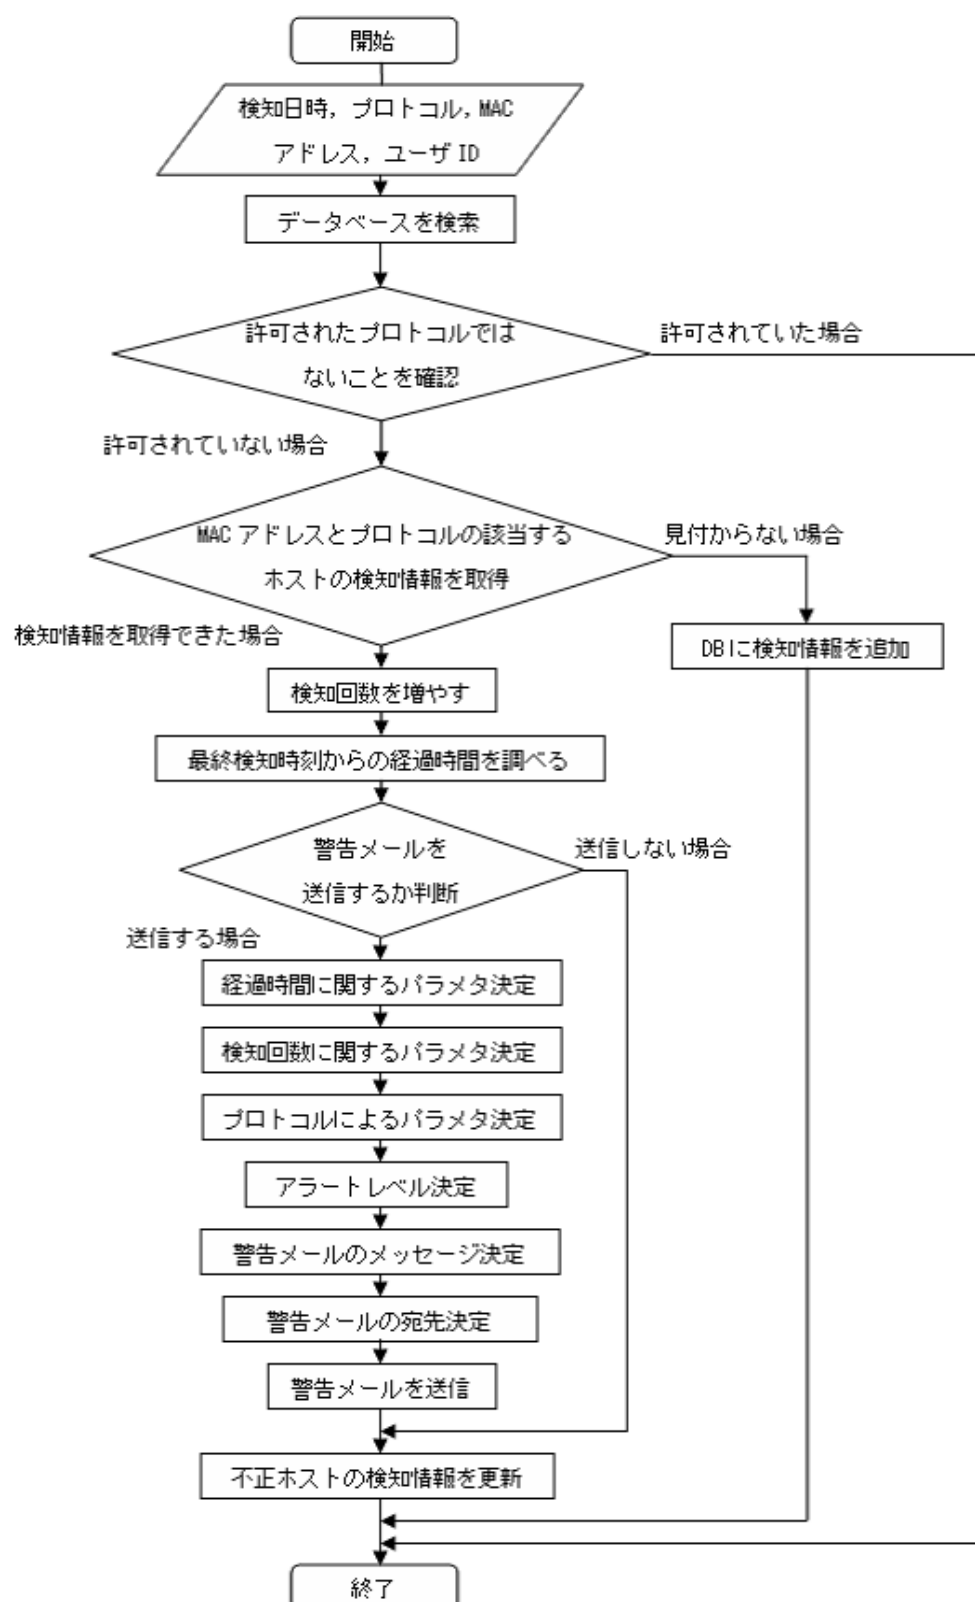 開始
検知日時，プロトコル，MAC
アドレス，ユーザ ID
データベースを検索
許可されたプロトコルでは
ないことを確認
許可されていた場合
許可されていない場合
MAC アドレスとプロトコルの該当する
ホストの検知情報を取得
見付からない場合
検知情報を取得できた場合
DBに検知情報を追加
検知回数を増やす
最終検知時刻からの経過時間を調べる
警告メールを
送信するか判断
送信しない場合
送信する場合
経過時間に関するパラメタ決定
検知回数に関するパラメタ決定
プロトコルによるパラメタ決定
アラートレベル決定
警告メールのメッセージ決定
警告メールの宛先決定
警告メールを送信
不正ホストの検知情報を更新
終了